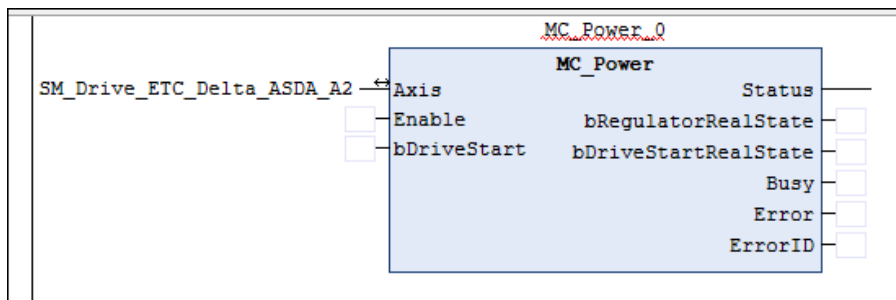 MC_Power_0
MC_Power
SM_Drive_ETC_Delta_ASDA_A2 Axis Status
Enable bRegulatorRealState
bDriveStart bDriveStartRealState
Busy
Error
ErrorID